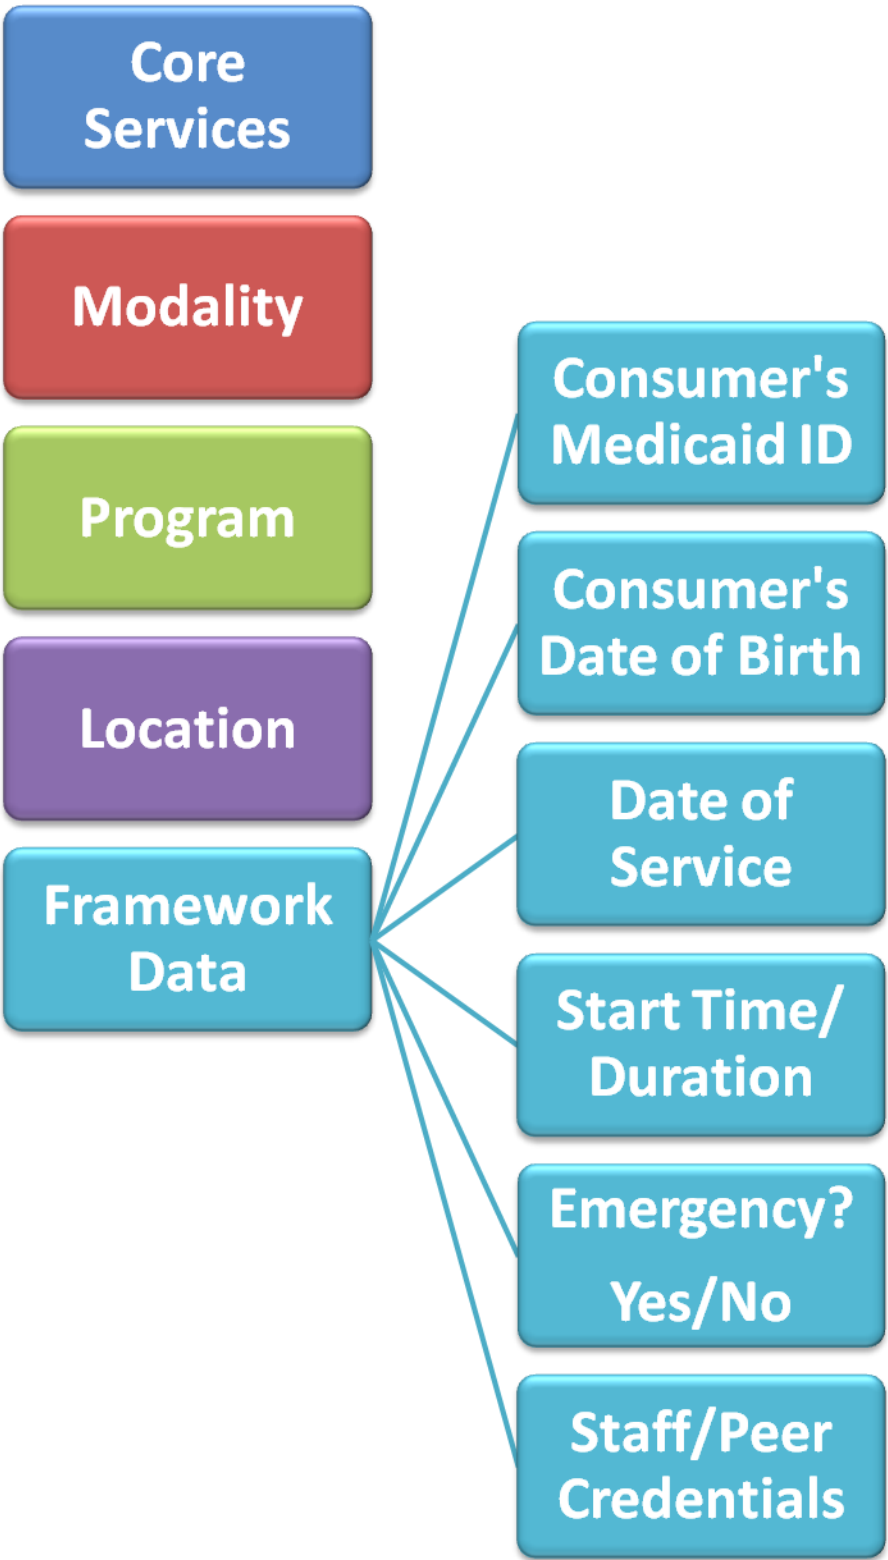 Core
Services
Modality
Program
Location
Framework
Data
Consumer's
Medicaid ID
Consumer's
Date of Birth
Date of
Service
Start Time/
Duration
Emergency?
Yes/No
Staff/Peer
Credentials